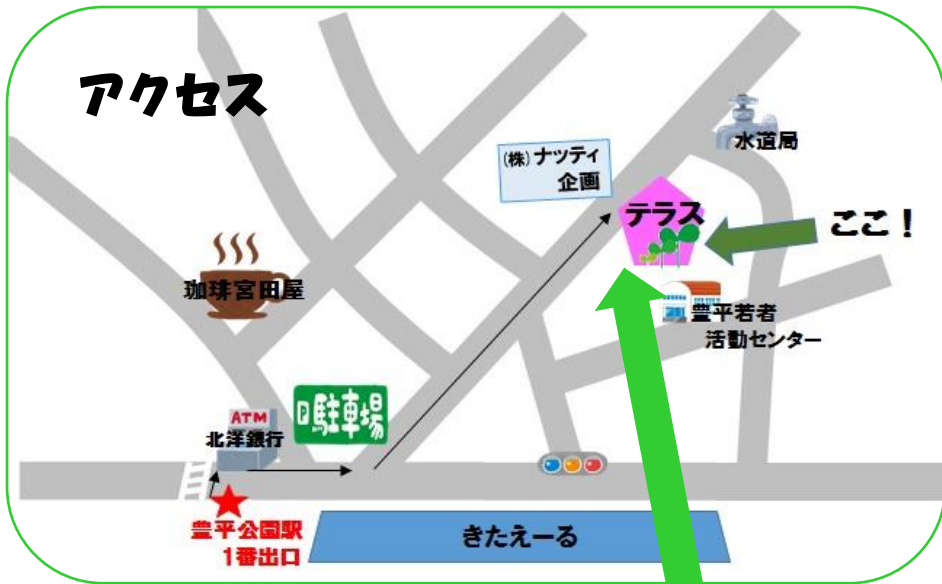 アクセス
水道局
(株)ナッティ
企画
テラス
ここ!
珈琲宮田屋
豊平若者
活動センター
ATM
北洋銀行
P駐車場
豊平公園駅
1番出口
きたえーる